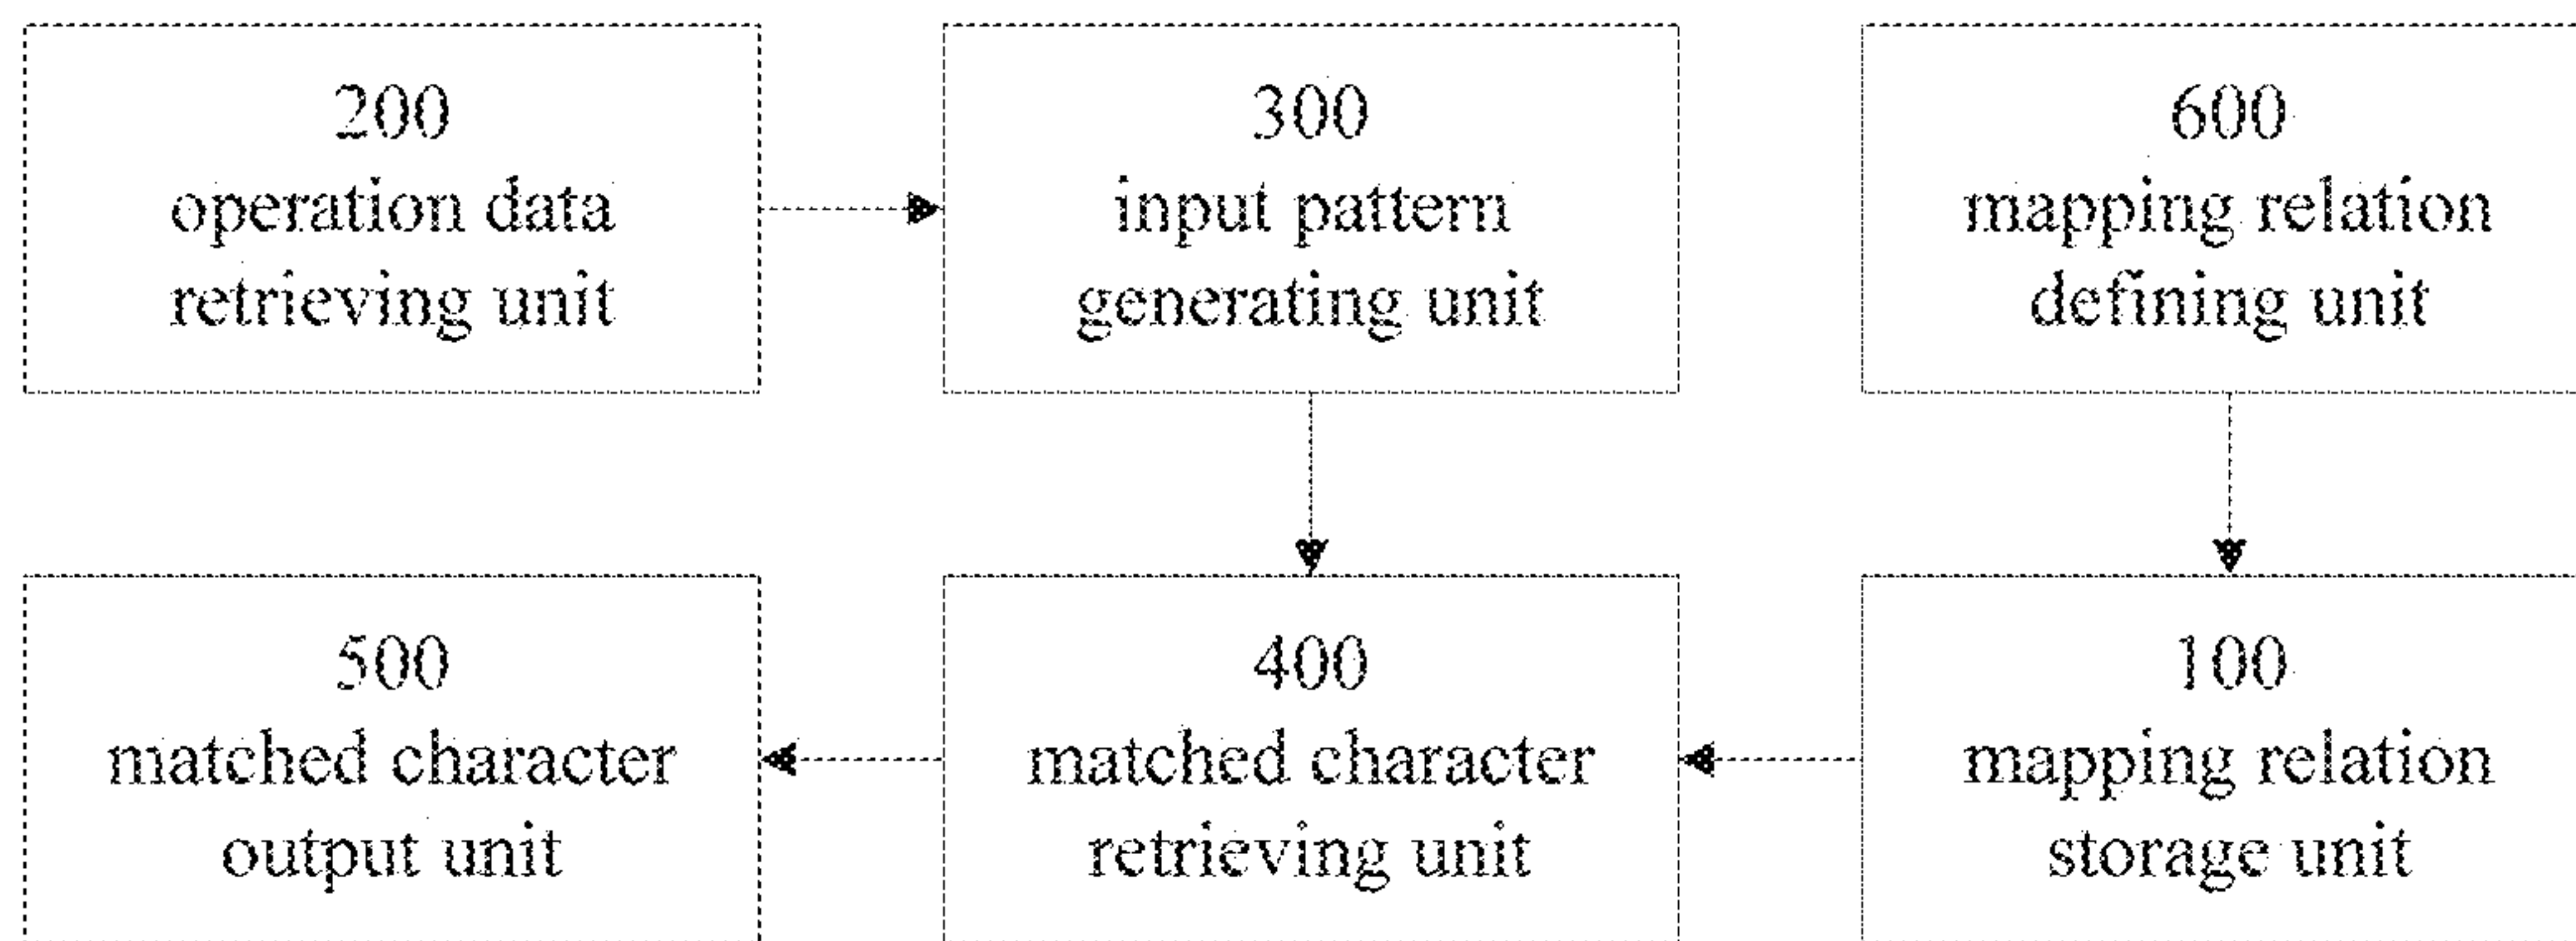 200
operation data
retrieving unit
300
input pattern
generating unit
600
mapping relation
defining unit
500
matched character
output unit
400
matched character
retrieving unit
100
mapping relation
storage unit